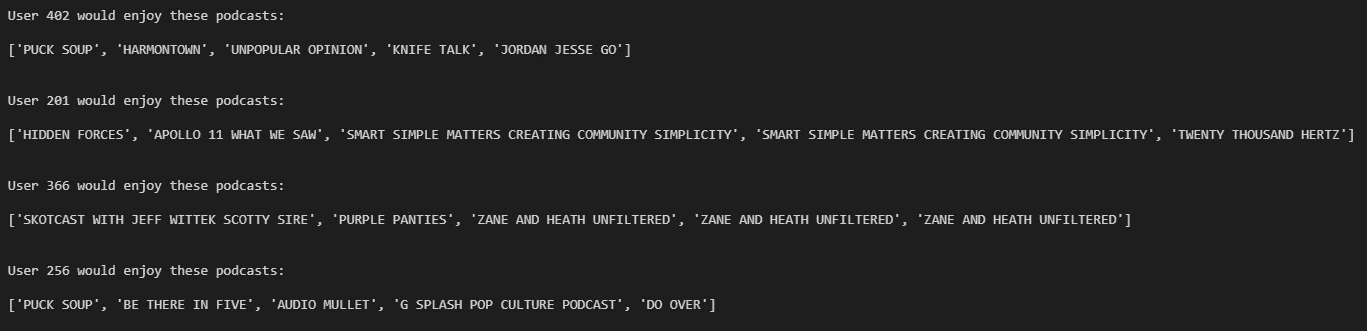 User 402 would enjoy these podcasts:
['PUCK SOUP', 'HARMONTOWN', 'UNPOPULAR OPINION', 'KNIFE TALK', 'JORDAN JESSE GO']
User 201 would enjoy these podcasts:
['HIDDEN FORCES', 'APOLLO 11 WHAT WE SAW', 'SMART SIMPLE MATTERS CREATING COMMUNITY SIMPLICITY', 'SMART SIMPLE MATTERS CREATING COMMUNITY SIMPLICITY', 'TWENTY THOUSAND HERTZ']
User 366 would enjoy these podcasts:
['SKOTCAST WITH JEFF WITTEK SCOTTY SIRE', 'PURPLE PANTIES', 'ZANE AND HEATH UNFILTERED', 'ZANE AND HEATH UNFILTERED', 'ZANE AND HEATH UNFILTERED']
User 256 would enjoy these podcasts:
['PUCK SOUP', 'BE THERE IN FIVE', 'AUDIO MULLET', 'G SPLASH POP CULTURE PODCAST', 'DO OVER']